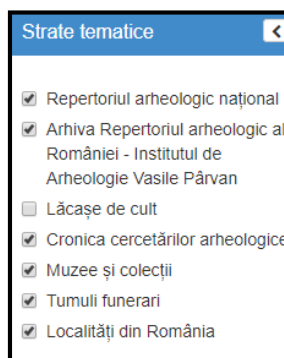 Strate tematice
Repertoriul arheologic național
Arhiva Repertoriul arheologic al
României - Institutul de
Arheologie Vasile Pârvan
Lăcașe de cult
Cronica cercetărilor arheologice
Muzee și colecții
Tumuli funerari
Localități din România